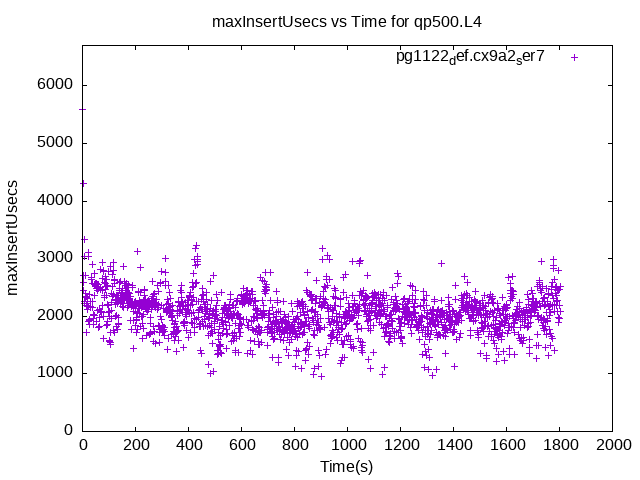 maxInsertUsecs vs Time for qp500.L4
pg1122def.cx9a2ser7
6000
5000
4000
3000
2000
1000
0
maxInsertUsecs
0 200 400 600 800 1000 1200 1400 1600 1800 2000
Time(s)